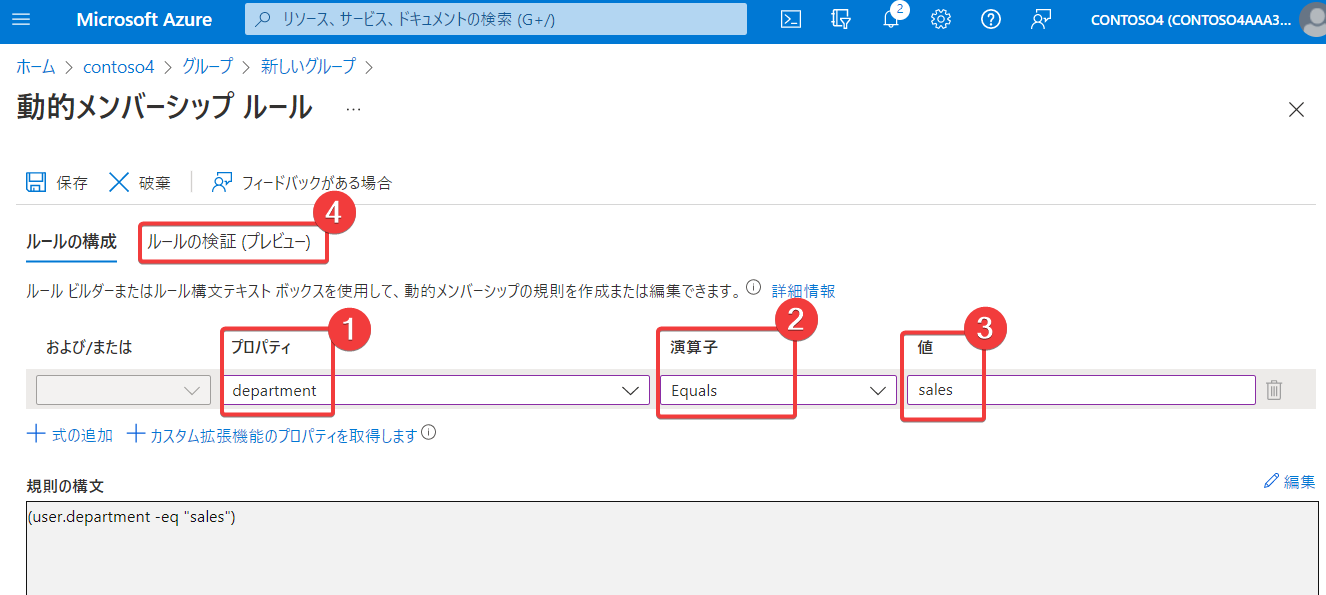 Microsoft Azure
リソース、サービス、ドキュメントの検索 (G+/)
2
CONTOSO4 (CONTOSO4AAA3...
ホーム > contoso4 > グループ > 新しいグループ >
動的メンバーシップ ルール ...
保存 破棄 フィードバックがある場合
4
ルールの構成 ルールの検証 (プレビュー)
ルール ビルダーまたはルール構文テキスト ボックスを使用して、動的メンバーシップの規則を作成または編集できます。 詳細情報
1 2 3
および/または プロパティ 演算子 値
department Equals sales
+ 式の追加 + カスタム拡張機能のプロパティを取得します
規則の構文 編集
(user.department -eq "sales")